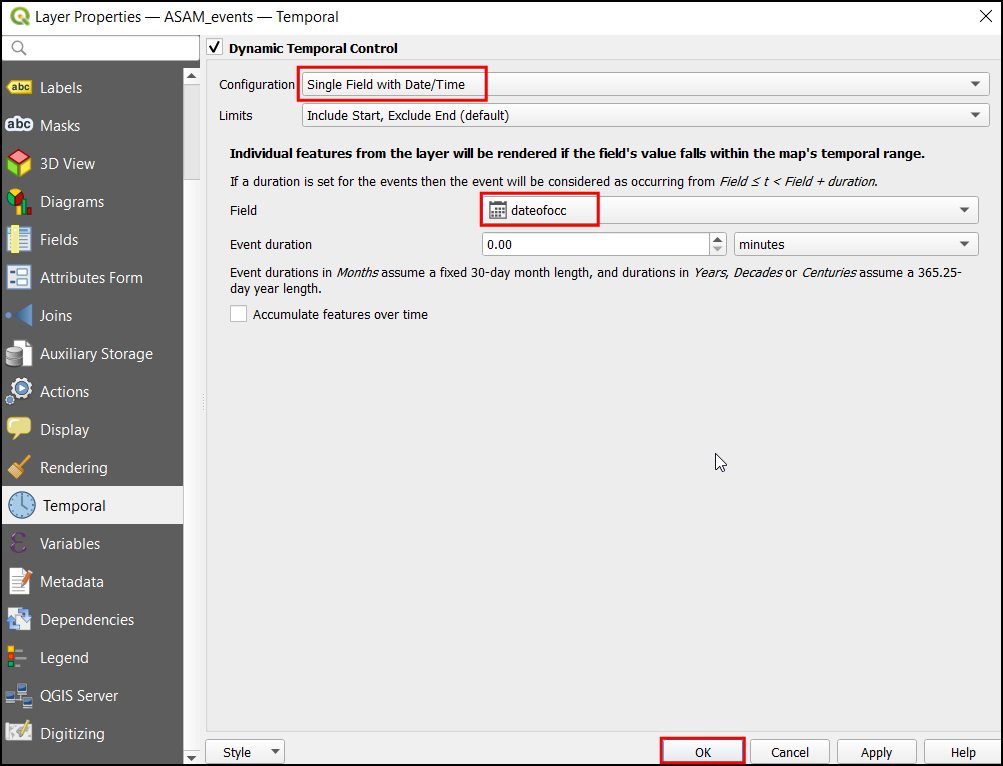 Layer Properties — ASAM_events — Temporal
Labels
Masks
3D View
Diagrams
Fields
Attributes Form
Joins
Auxiliary Storage
Actions
Display
Rendering
Temporal
Variables
Metadata
Dependencies
Legend
QGIS Server
Digitizing
Dynamic Temporal Control
Configuration Single Field with Date/Time
Limits Include Start, Exclude End (default)
Individual features from the layer will be rendered if the field's value falls within the map's temporal range.
If a duration is set for the events then the event will be considered as occurring from Field ≤ t < Field + duration.
Field dateofocc
Event duration 0.00 minutes
Event durations in Months assume a fixed 30-day month length, and durations in Years, Decades or Centuries assume a 365.25-
day year length.
Accumulate features over time
Style OK Cancel Apply Help